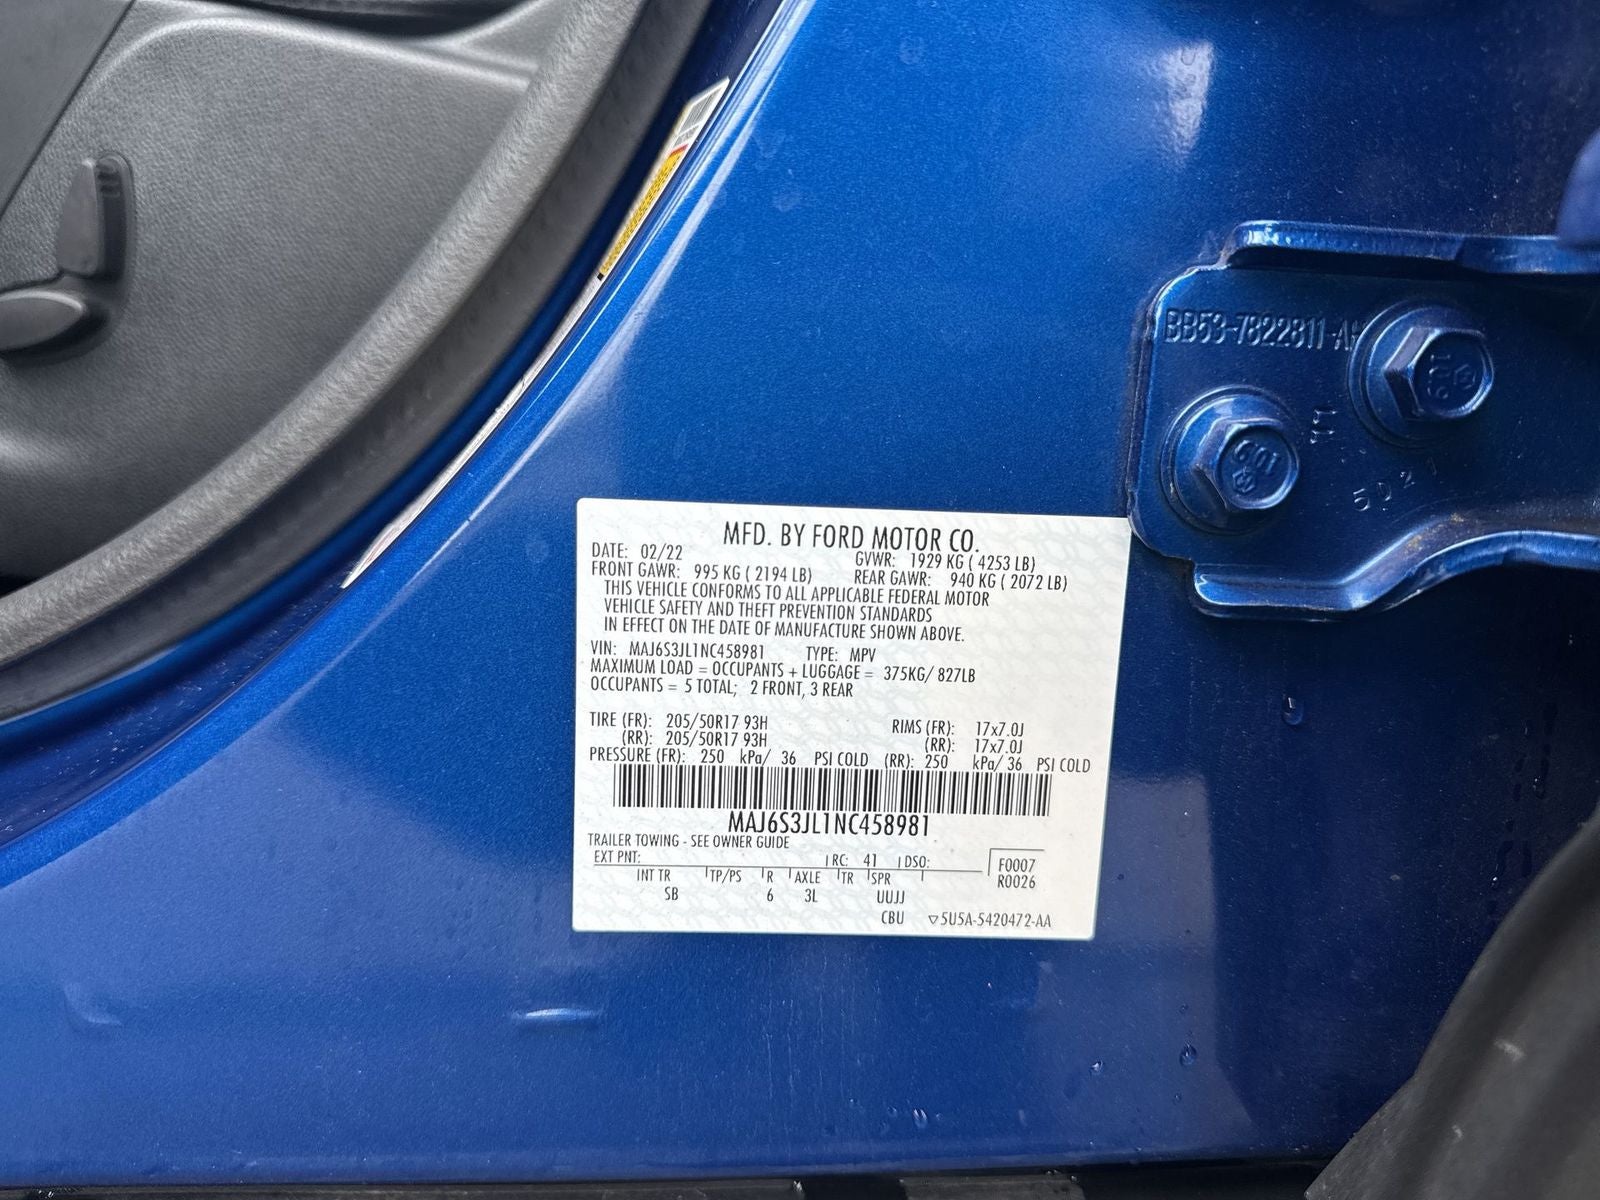 BB53-7822811-A
109
109
11
5021
MFD. BY FORD MOTOR CO.
DATE: 02/22 GVWR: 1929 KG ( 4253 LB)
FRONT GAWR: 995 KG ( 2194 LB) REAR GAWR: 940 KG ( 2072 LB)
THIS VEHICLE CONFORMS TO ALL APPLICABLE FEDERAL MOTOR
VEHICLE SAFETY AND THEFT PREVENTION STANDARDS
IN EFFECT ON THE DATE OF MANUFACTURE SHOWN ABOVE.
VIN: MAJ6S3JL1NC458981 TYPE: MPV
MAXIMUM LOAD = OCCUPANTS + LUGGAGE = 375KG/ 827LB
OCCUPANTS = 5 TOTAL; 2 FRONT, 3 REAR
TIRE (FR): 205/50R17 93H RIMS (FR): 17x7.0J
(RR): 205/50R17 93H (RR): 17x7.0J
PRESSURE (FR): 250 kPa/ 36 PSI COLD (RR): 250 kPa/ 36 PSI COLD
MAJ6S3JL1NC458981
TRAILER TOWING - SEE OWNER GUIDE
EXT PNT: RC: 41 DSO: F0007
INT TR TP/PS R AXLE TR SPR R0026
SB 6 3L UUJJ
CBU ▽5U5A-5420472-AA